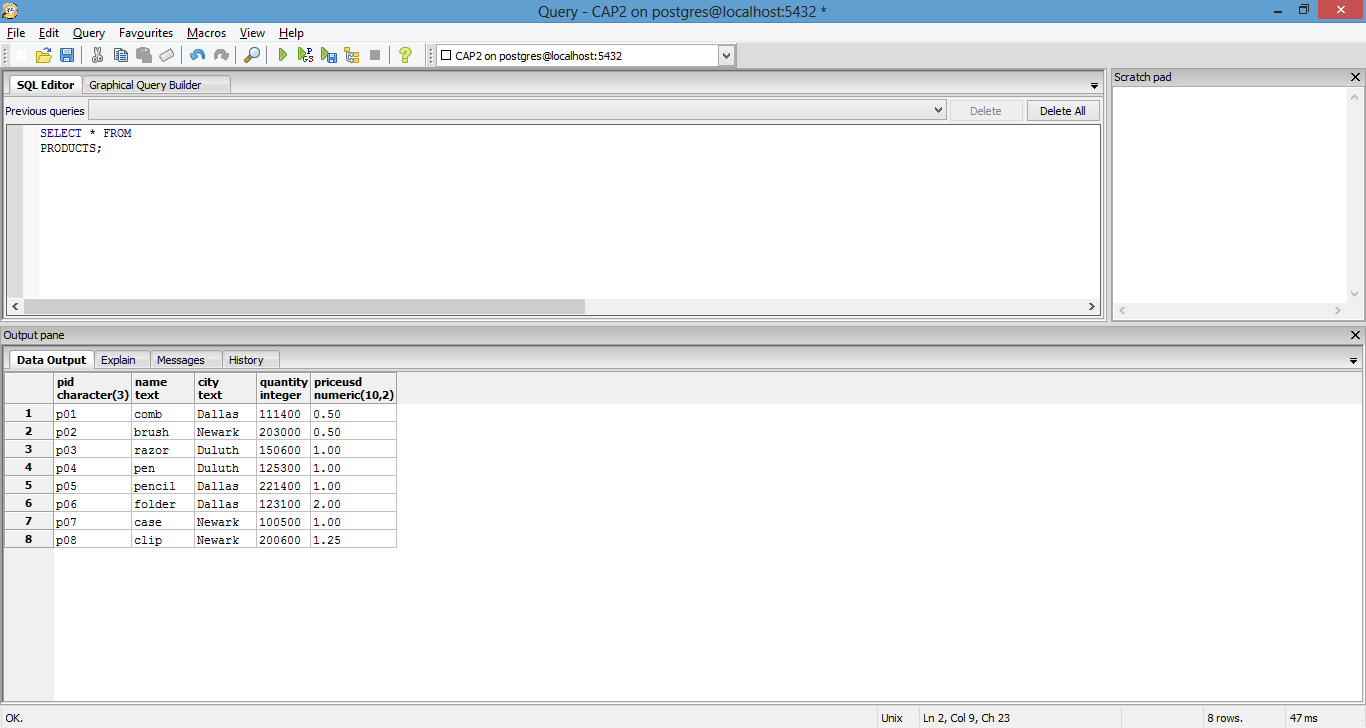 Query - CAP2 on postgres@localhost:5432 *
File Edit Query Favourites Macros View Help
CAP2 on postgres@localhost:5432
SQL Editor Graphical Query Builder
Scratch pad
Previous queries Delete Delete All
SELECT * FROM
PRODUCTS;
Output pane
Data Output Explain Messages History
pid name city quantity priceusd
character(3) text text integer numeric(10,2)
1 p01 comb Dallas 111400 0.50
2 p02 brush Newark 203000 0.50
3 p03 razor Duluth 150600 1.00
4 p04 pen Duluth 125300 1.00
5 p05 pencil Dallas 221400 1.00
6 p06 folder Dallas 123100 2.00
7 p07 case Newark 100500 1.00
8 p08 clip Newark 200600 1.25
OK. Unix Ln 2, Col 9, Ch 23 8 rows. 47 ms